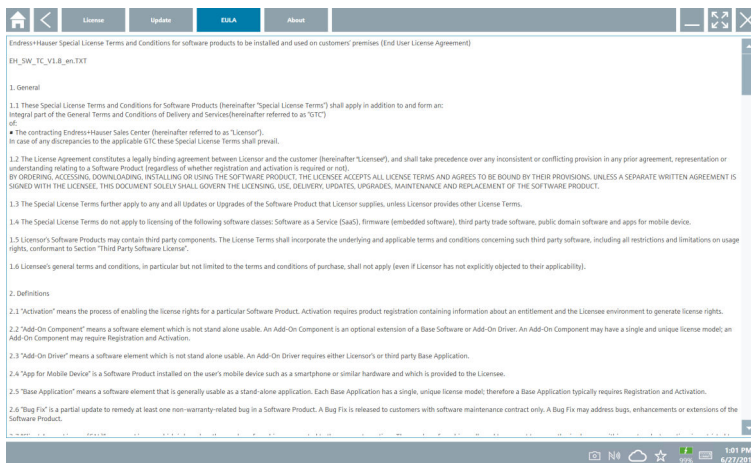 License
Update
EULA
About
Endress+Hauser Special License Terms and Conditions for software products to be installed and used on customers' premises (End User License Agreement)
EH_SW_TC_V1.8_en.TXT
1. General
1.1 These Special License Terms and Conditions for Software Products (hereinafter "Special License Terms") shall apply in addition to and form an:
Integral part of the General Terms and Conditions of Delivery and Services(hereinafter referred to as "GTC")
of:
▪ The contracting Endress+Hauser Sales Center (hereinafter referred to as "Licensor").
In case of any discrepancies to the applicable GTC these Special License Terms shall prevail.
1.2 The License Agreement constitutes a legally binding agreement between Licensor and the customer (hereinafter "Licensee"), and shall take precedence over any inconsistent or conflicting provision in any prior agreement, representation or
understanding relating to a Software Product (regardless of whether registration and activation is required or not).
BY ORDERING, ACCESSING, DOWNLOADING, INSTALLING OR USING THE SOFTWARE PRODUCT, THE LICENSEE ACCEPTS ALL LICENSE TERMS AND AGREES TO BE BOUND BY THEIR PROVISIONS. UNLESS A SEPARATE WRITTEN AGREEMENT IS
SIGNED WITH THE LICENSEE, THIS DOCUMENT SOLELY SHALL GOVERN THE LICENSING, USE, DELIVERY, UPDATES, UPGRADES, MAINTENANCE AND REPLACEMENT OF THE SOFTWARE PRODUCT.
1.3 The Special License Terms further apply to any and all Updates or Upgrades of the Software Product that Licensor supplies, unless Licensor provides other License Terms.
1.4 The Special License Terms do not apply to licensing of the following software classes: Software as a Service (SaaS), firmware (embedded software), third party trade software, public domain software and apps for mobile device.
1.5 Licensor's Software Products may contain third party components. The License Terms shall incorporate the underlying and applicable terms and conditions concerning such third party software, including all restrictions and limitations on usage
rights, conformant to Section "Third Party Software License".
1.6 Licensee's general terms and conditions, in particular but not limited to the terms and conditions of purchase, shall not apply (even if Licensor has not explicitly objected to their applicability).
2. Definitions
2.1 "Activation" means the process of enabling the license rights for a particular Software Product. Activation requires product registration containing information about an entitlement and the Licensee environment to generate license rights.
2.2 "Add-On Component" means a software element which is not stand alone usable. An Add-On Component is an optional extension of a Base Software or Add-On Driver. An Add-On Component may have a single and unique license model; an
Add-On Component may require Registration and Activation.
2.3 "Add-On Driver" means a software element which is not stand alone usable. An Add-On Driver requires either Licensor's or third party Base Application.
2.4 "App for Mobile Device" is a Software Product installed on the user's mobile device such as a smartphone or similar hardware and which is provided to the Licensee.
2.5 "Base Application" means a software element that is generally usable as a stand-alone application. Each Base Application has a single, unique license model; therefore a Base Application typically requires Registration and Activation.
2.6 "Bug Fix" is a partial update to remedy at least one non-warranty-related bug in a Software Product. A Bug Fix is released to customers with software maintenance contract only. A Bug Fix may address bugs, enhancements or extensions of the
Software Product.
99%
1:01 PM
6/27/201